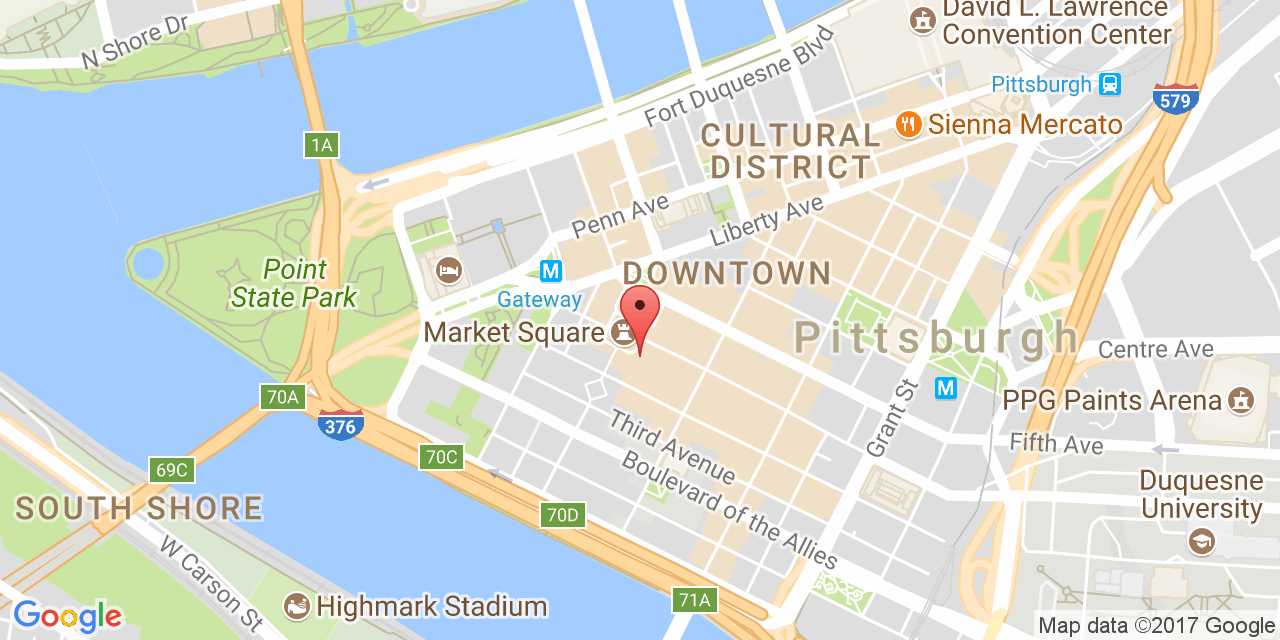 David L. Lawrence
Convention Center
N Shore Dr
Fort Duquesne Blvd
Pittsburgh
579
Sienna Mercato
CULTURAL
DISTRICT
1A
Penn Ave
Liberty Ave
Point
State Park
M
Gateway
DOWNTOWN
Market Square
Pittsburgh
Centre Ave
M
PPG Paints Arena
70A
376
Grant St
Fifth Ave
Third Avenue
Boulevard of the Allies
70C
69C
Duquesne
University
SOUTH SHORE
70D
W Carson St
71A
Highmark Stadium
Google
Map data ©2017 Google